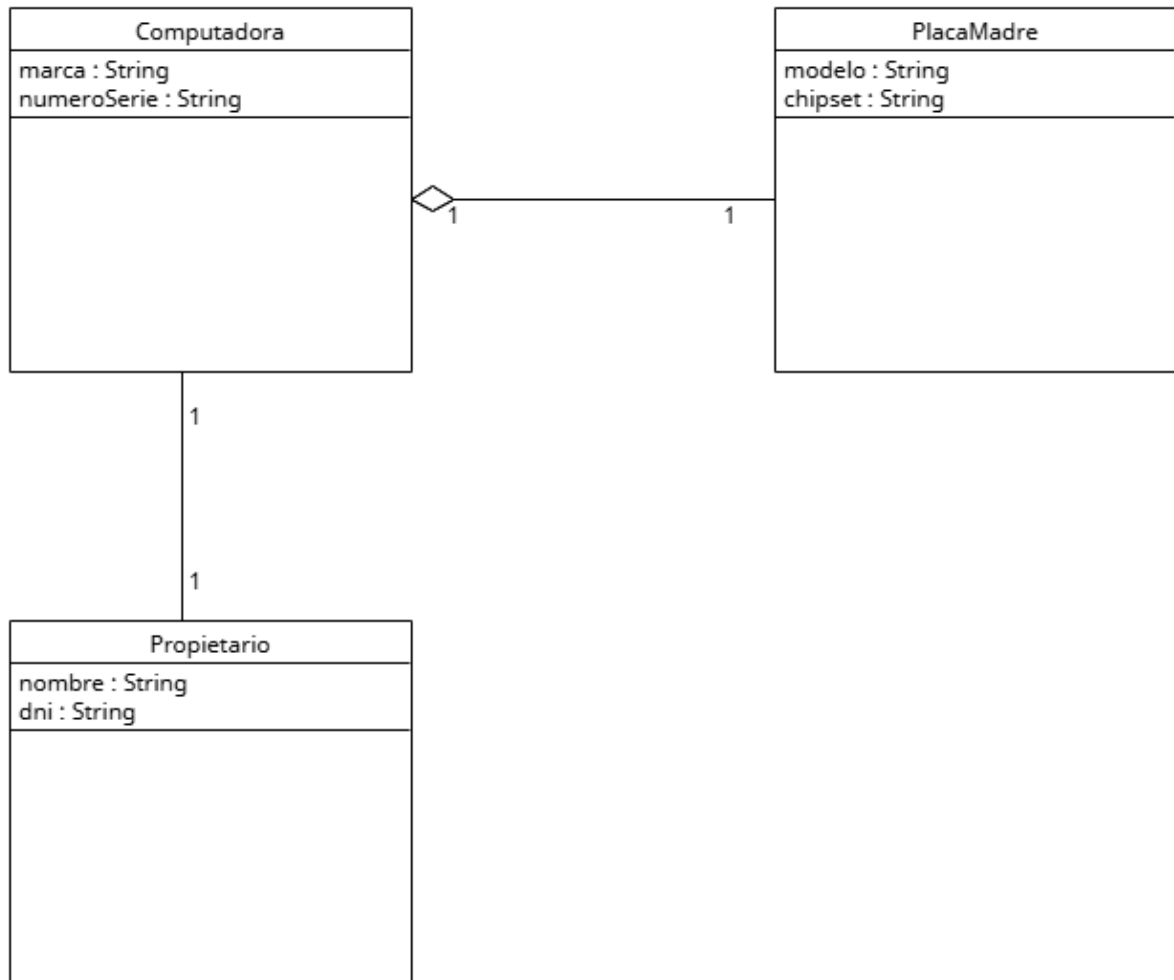 Computadora
marca : String
numeroSerie : String
PlacaMadre
modelo : String
chipset : String
1
1
1
1
Propietario
nombre : String
dni : String